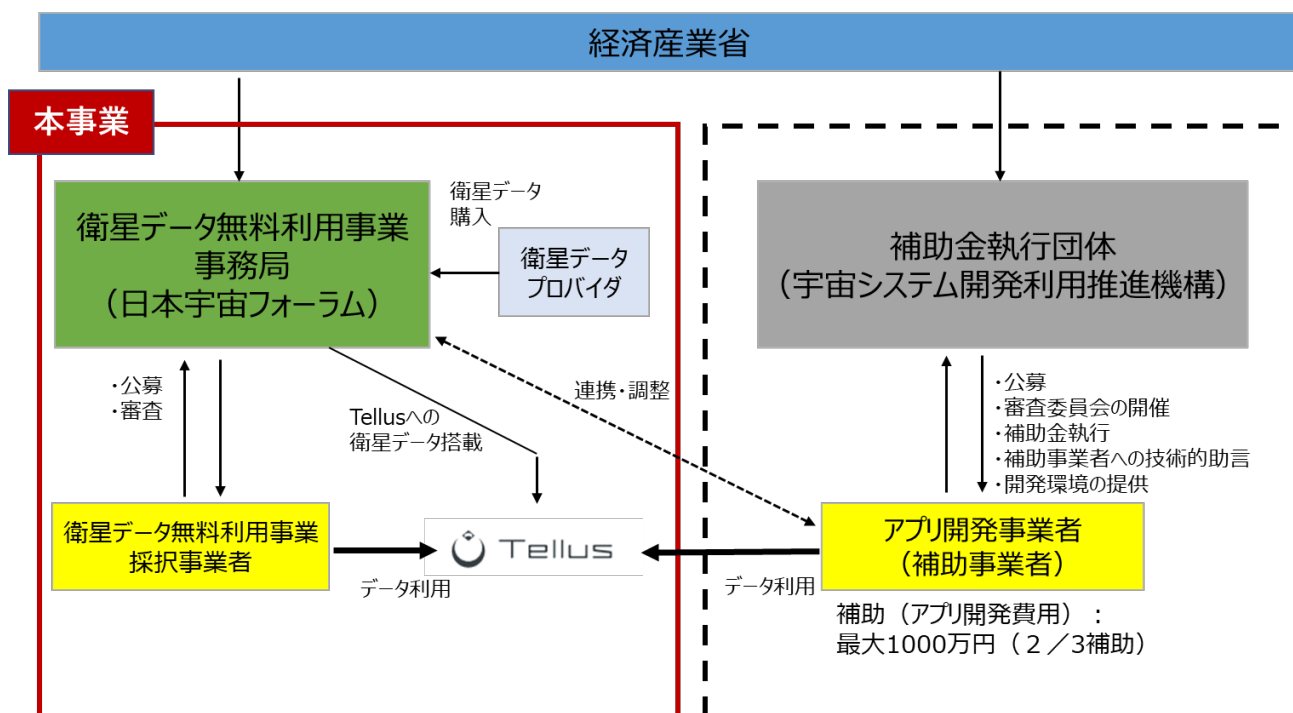 経済産業省
本事業
衛星データ無料利用事業
事務局
（日本宇宙フォーラム）
衛星データ
購入
衛星データ
プロバイダ
補助金執行団体
（宇宙システム開発利用推進機構）
・公募
・審査
Tellusへの
衛星データ搭載
連携・調整
・公募
・審査委員会の開催
・補助金執行
・補助事業者への技術的助言
・開発環境の提供
衛星データ無料利用事業
採択事業者
データ利用
Tellus
データ利用
アプリ開発事業者
（補助事業者）
補助（アプリ開発費用）：
最大1000万円（２／3補助）